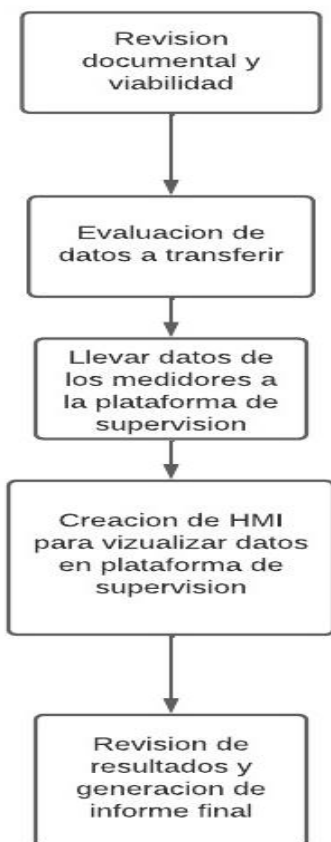 Revision
documental y
viabilidad
Evaluacion de
datos a transferir
Llevar datos de
los medidores a
la plataforma de
supervision
Creacion de HMI
para vizualizar datos
en plataforma de
supervision
Revision de
resultados y
generacion de
informe final